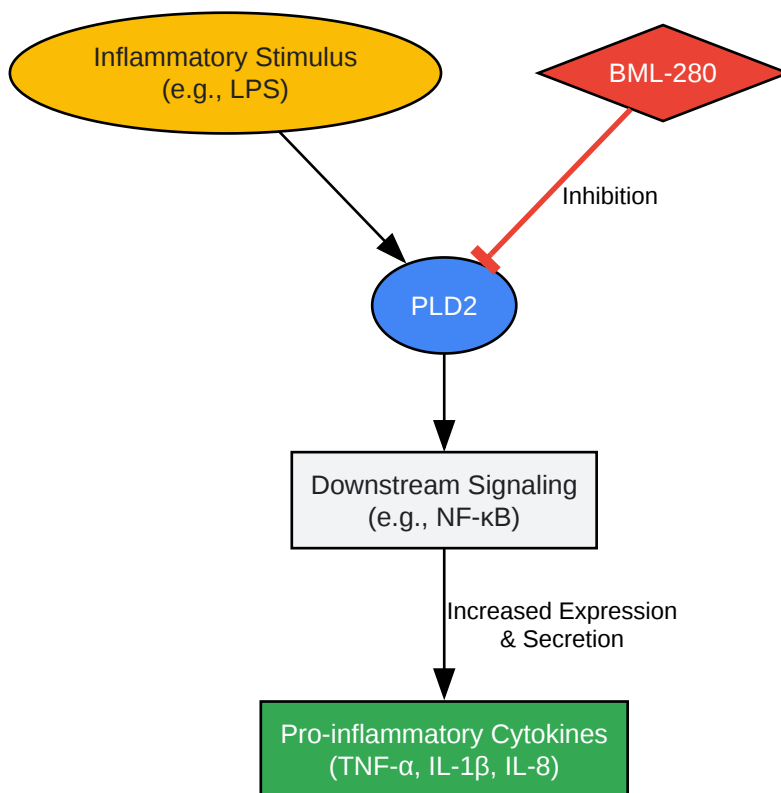 Inflammatory Stimulus
(e.g., LPS)
BML-280
Inhibition
PLD2
Downstream Signaling
(e.g., NF-κB)
Increased Expression
& Secretion
Pro-inflammatory Cytokines
(TNF-α, IL-1β, IL-8)